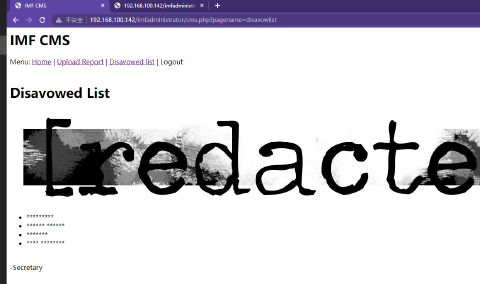 IMF CMS
192.168.100.142/imfadministrato
不安全 | 192.168.100.142/imfadministrator/cms.php?pagename=disavowlist
IMF CMS
Menu: Home | Upload Report | Disavowed list | Logout
Disavowed List
[redacte
*********
****** ******
*******
**** ********
-Secretary